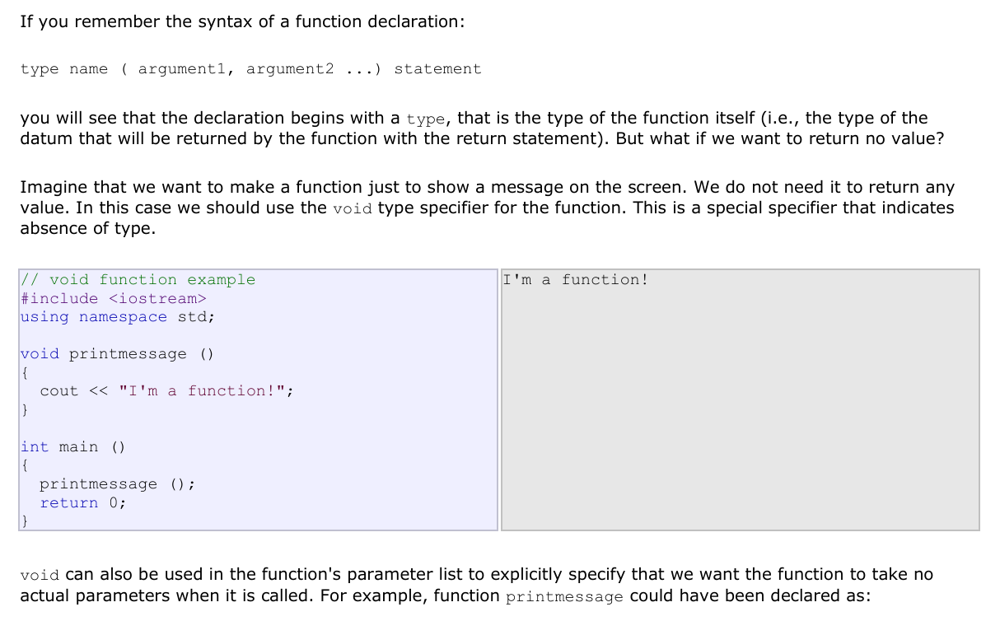 If you remember the syntax of a function declaration:
type name ( argument1, argument2 ...) statement
you will see that the declaration begins with a type, that is the type of the function itself (i.e., the type of the
datum that will be returned by the function with the return statement). But what if we want to return no value?
Imagine that we want to make a function just to show a message on the screen. We do not need it to return any
value. In this case we should use the void type specifier for the function. This is a special specifier that indicates
absence of type.
// void function example
#include <iostream>
using namespace std;
void printmessage ()
{
  cout << "I'm a function!";
}
int main ()
{
  printmessage ();
  return 0;
}
I'm a function!
void can also be used in the function's parameter list to explicitly specify that we want the function to take no
actual parameters when it is called. For example, function printmessage could have been declared as: